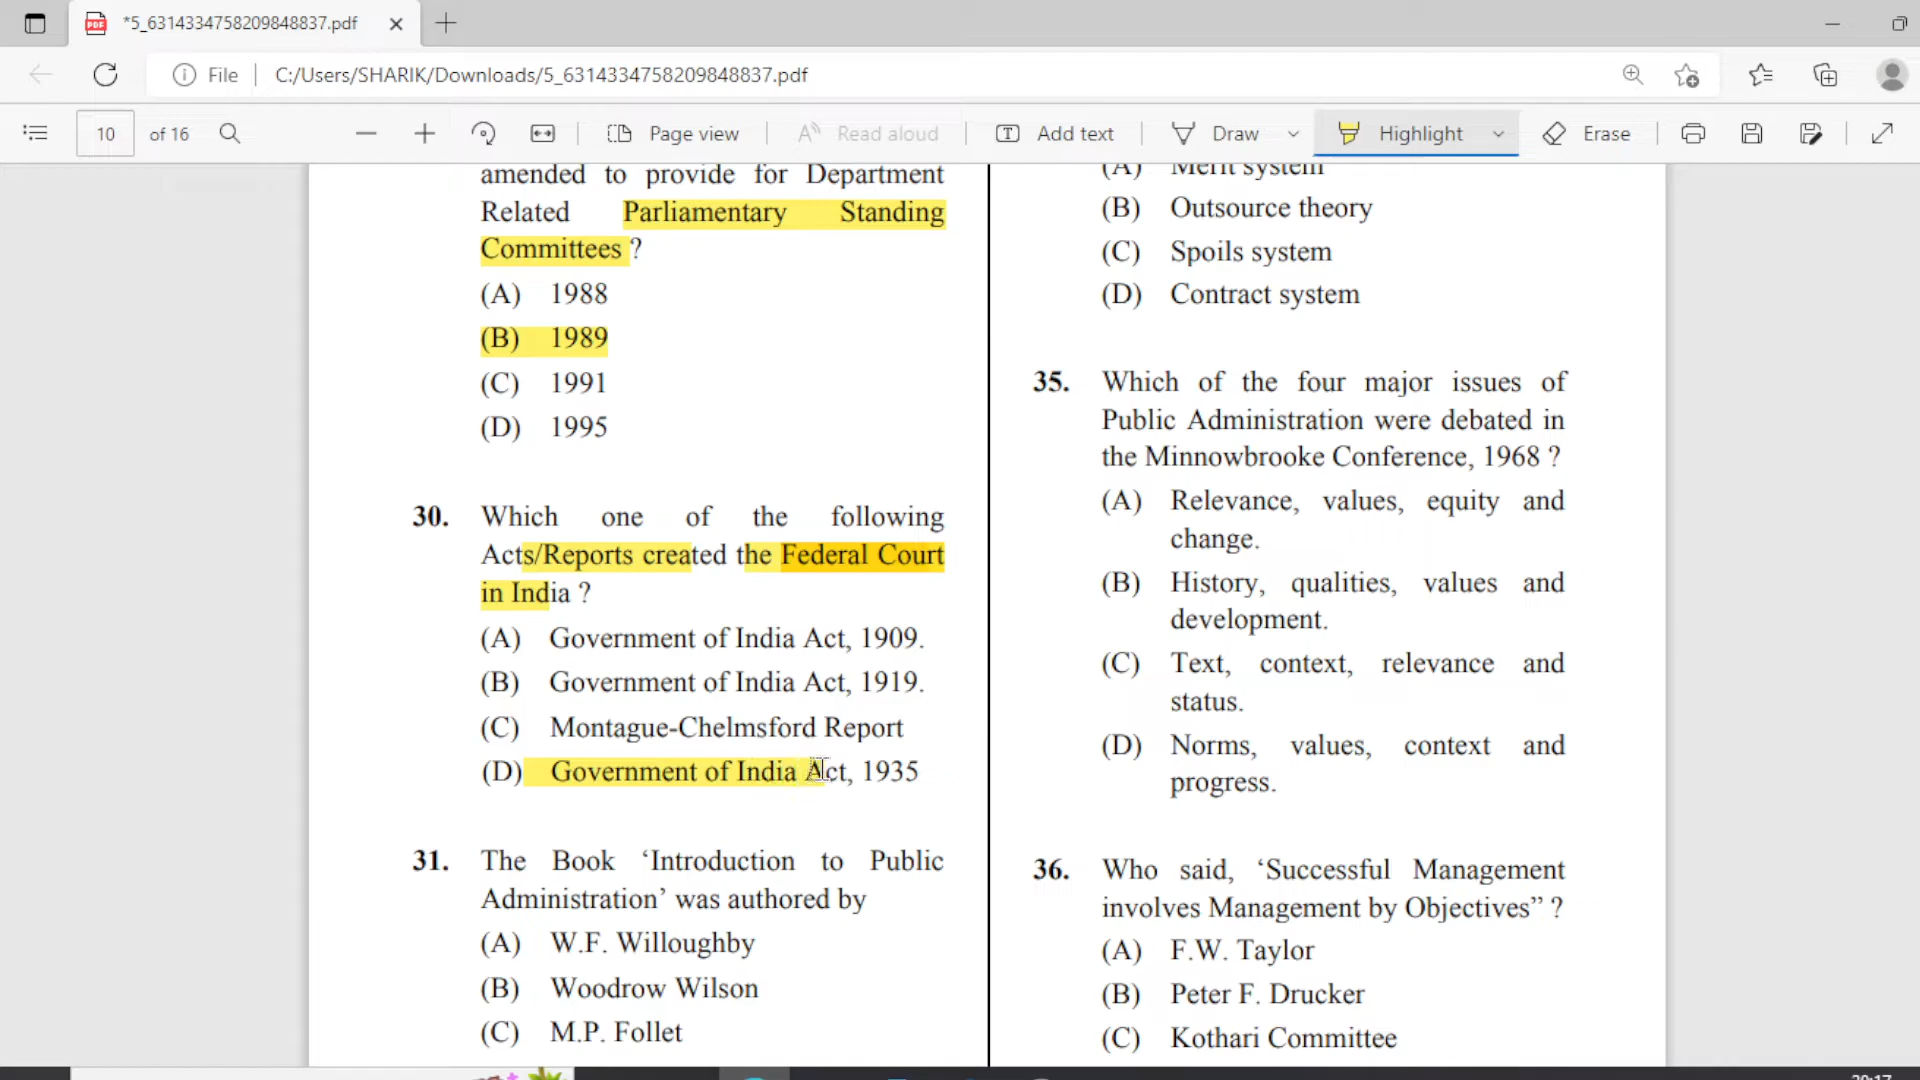 *5_6314334758209848837.pdf
File
C:/Users/SHARIK/Downloads/5_6314334758209848837.pdf
10 of 16
Page view
Read aloud
Add text
Draw
Highlight
Erase
amended to provide for Department
Related Parliamentary Standing
Committees ?
(A) 1988
(B) 1989
(C) 1991
(D) 1995
30. Which one of the following
Acts/Reports created the Federal Court
in India ?
(A) Government of India Act, 1909.
(B) Government of India Act, 1919.
(C) Montague-Chelmsford Report
(D) Government of India Act, 1935
31. The Book ‘Introduction to Public
Administration’ was authored by
(A) W.F. Willoughby
(B) Woodrow Wilson
(C) M.P. Follet
(A) Merit system
(B) Outsource theory
(C) Spoils system
(D) Contract system
35. Which of the four major issues of
Public Administration were debated in
the Minnowbrooke Conference, 1968 ?
(A) Relevance, values, equity and
change.
(B) History, qualities, values and
development.
(C) Text, context, relevance and
status.
(D) Norms, values, context and
progress.
36. Who said, ‘Successful Management
involves Management by Objectives” ?
(A) F.W. Taylor
(B) Peter F. Drucker
(C) Kothari Committee